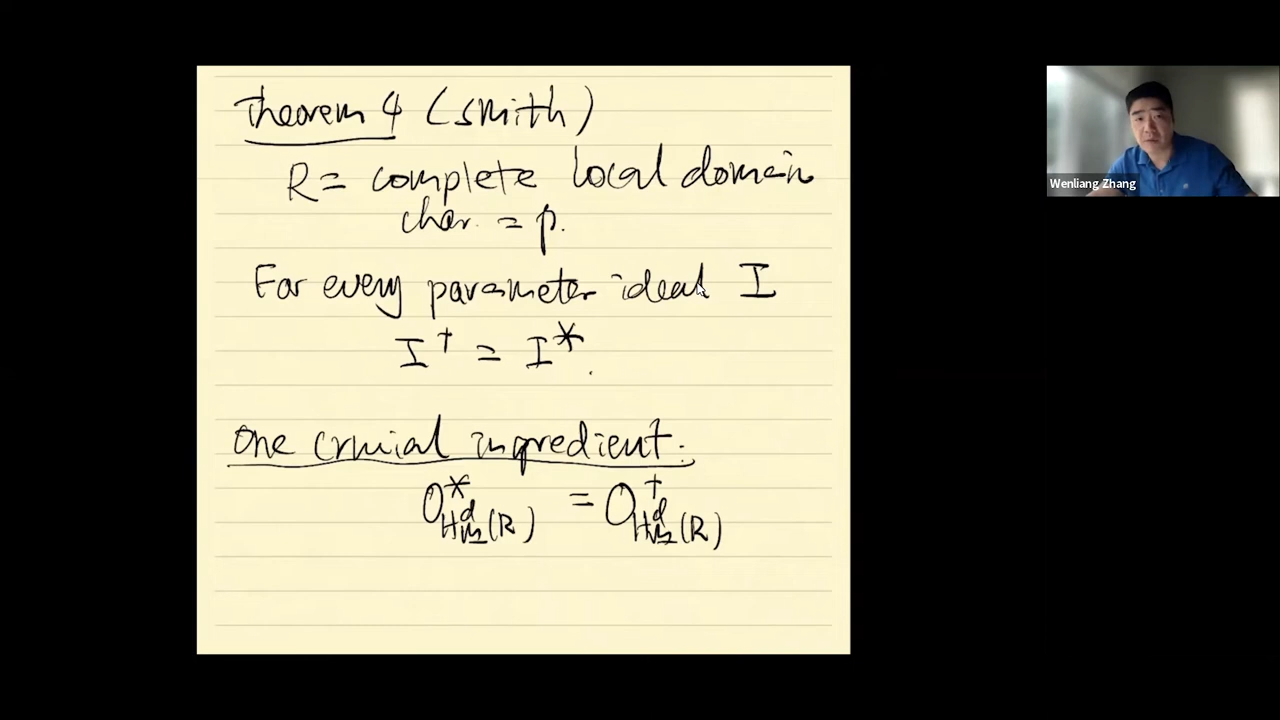 Theorem 4 (Smith)
R = complete local domain
char. = p.
For every parameter ideal I
I^† = I^*.
One crucial ingredient:
0^*_{H^d_m(R)} = 0^†_{H^d_m(R)}
Wenliang Zhang